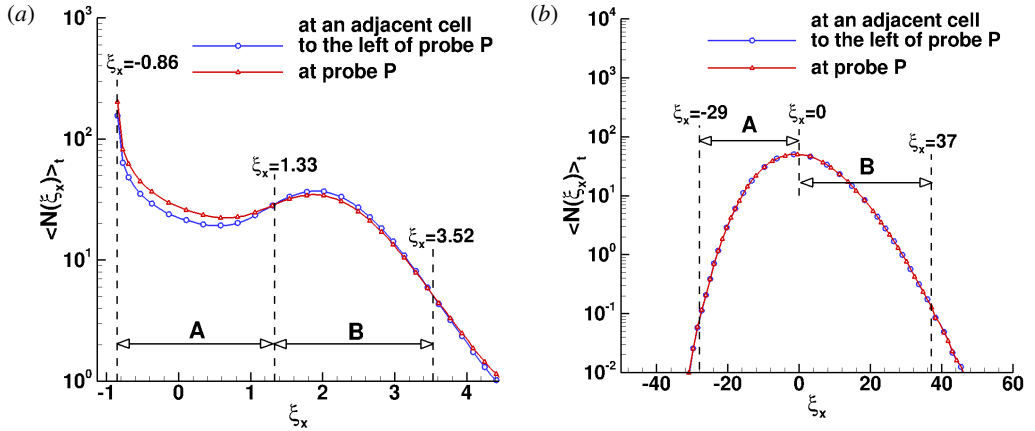 (a)
10³
10²
10¹
10⁰
<N(ξₓ)>ₜ
at an adjacent cell
to the left of probe P
at probe P
ξₓ=-0.86
ξₓ=1.33
ξₓ=3.52
A
B
-1 0 1 2 3 4
ξₓ
(b)
10⁴
10³
10²
10¹
10⁰
10⁻¹
10⁻²
<N(ξₓ)>ₜ
at an adjacent cell
to the left of probe P
at probe P
ξₓ=-29
ξₓ=0
ξₓ=37
A
B
-40 -20 0 20 40 60
ξₓ